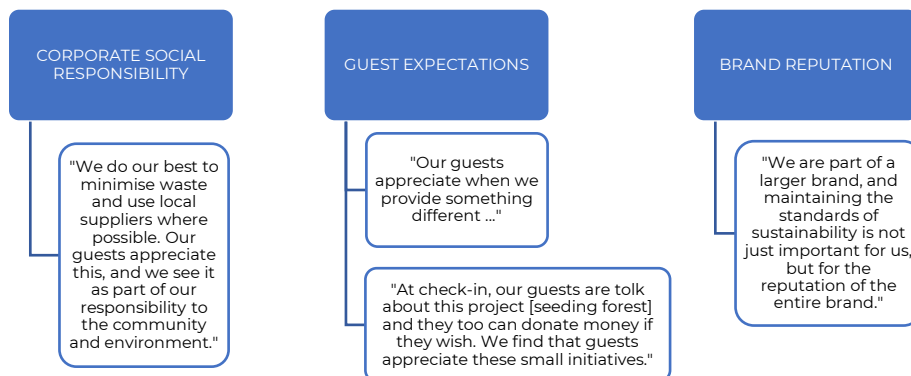 CORPORATE SOCIAL
RESPONSIBILITY
"We do our best to
minimise waste
and use local
suppliers where
possible. Our
guests appreciate
this, and we see it
as part of our
responsibility to
the community
and environment."
GUEST EXPECTATIONS
"Our guests
appreciate when we
provide something
different ..."
"At check-in, our guests are talk
about this project [seeding forest]
and they too can donate money if
they wish. We find that guests
appreciate these small initiatives."
BRAND REPUTATION
"We are part of a
larger brand, and
maintaining the
standards of
sustainability is not
just important for us,
but for the
reputation of the
entire brand."